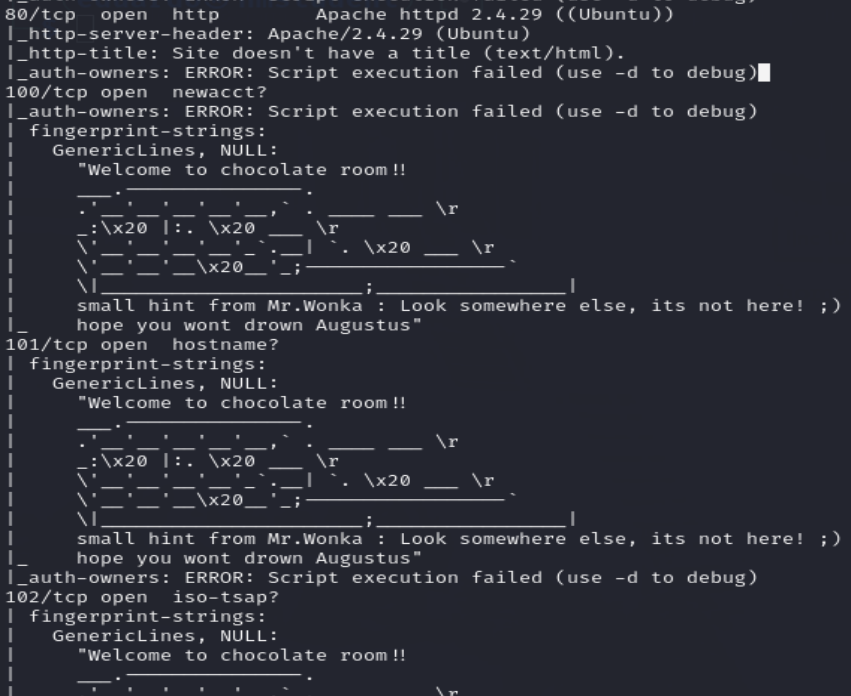 80/tcp  open  http        Apache httpd 2.4.29 ((Ubuntu))
|_http-server-header: Apache/2.4.29 (Ubuntu)
|_http-title: Site doesn't have a title (text/html).
|_auth-owners: ERROR: Script execution failed (use -d to debug)
100/tcp open  newacct?
|_auth-owners: ERROR: Script execution failed (use -d to debug)
| fingerprint-strings:
|   GenericLines, NULL:
|     "Welcome to chocolate room!!
|     ___.---------------.
|     .'__'__'__'__'__,` . ____ ___ \r
|     _:\x20 |:. \x20 ___ \r
|     \'__'__'__'__'_`.__| `. \x20 ___ \r
|     \'__'__'__\x20__'_;-----------------`
|     \|______________________;________________|
|     small hint from Mr.Wonka : Look somewhere else, its not here! ;)
|_    hope you wont drown Augustus"
101/tcp open  hostname?
| fingerprint-strings:
|   GenericLines, NULL:
|     "Welcome to chocolate room!!
|     ___.---------------.
|     .'__'__'__'__'__,` . ____ ___ \r
|     _:\x20 |:. \x20 ___ \r
|     \'__'__'__'__'_`.__| `. \x20 ___ \r
|     \'__'__'__\x20__'_;-----------------`
|     \|______________________;________________|
|     small hint from Mr.Wonka : Look somewhere else, its not here! ;)
|_    hope you wont drown Augustus"
|_auth-owners: ERROR: Script execution failed (use -d to debug)
102/tcp open  iso-tsap?
| fingerprint-strings:
|   GenericLines, NULL:
|     "Welcome to chocolate room!!
|     ___.---------------.